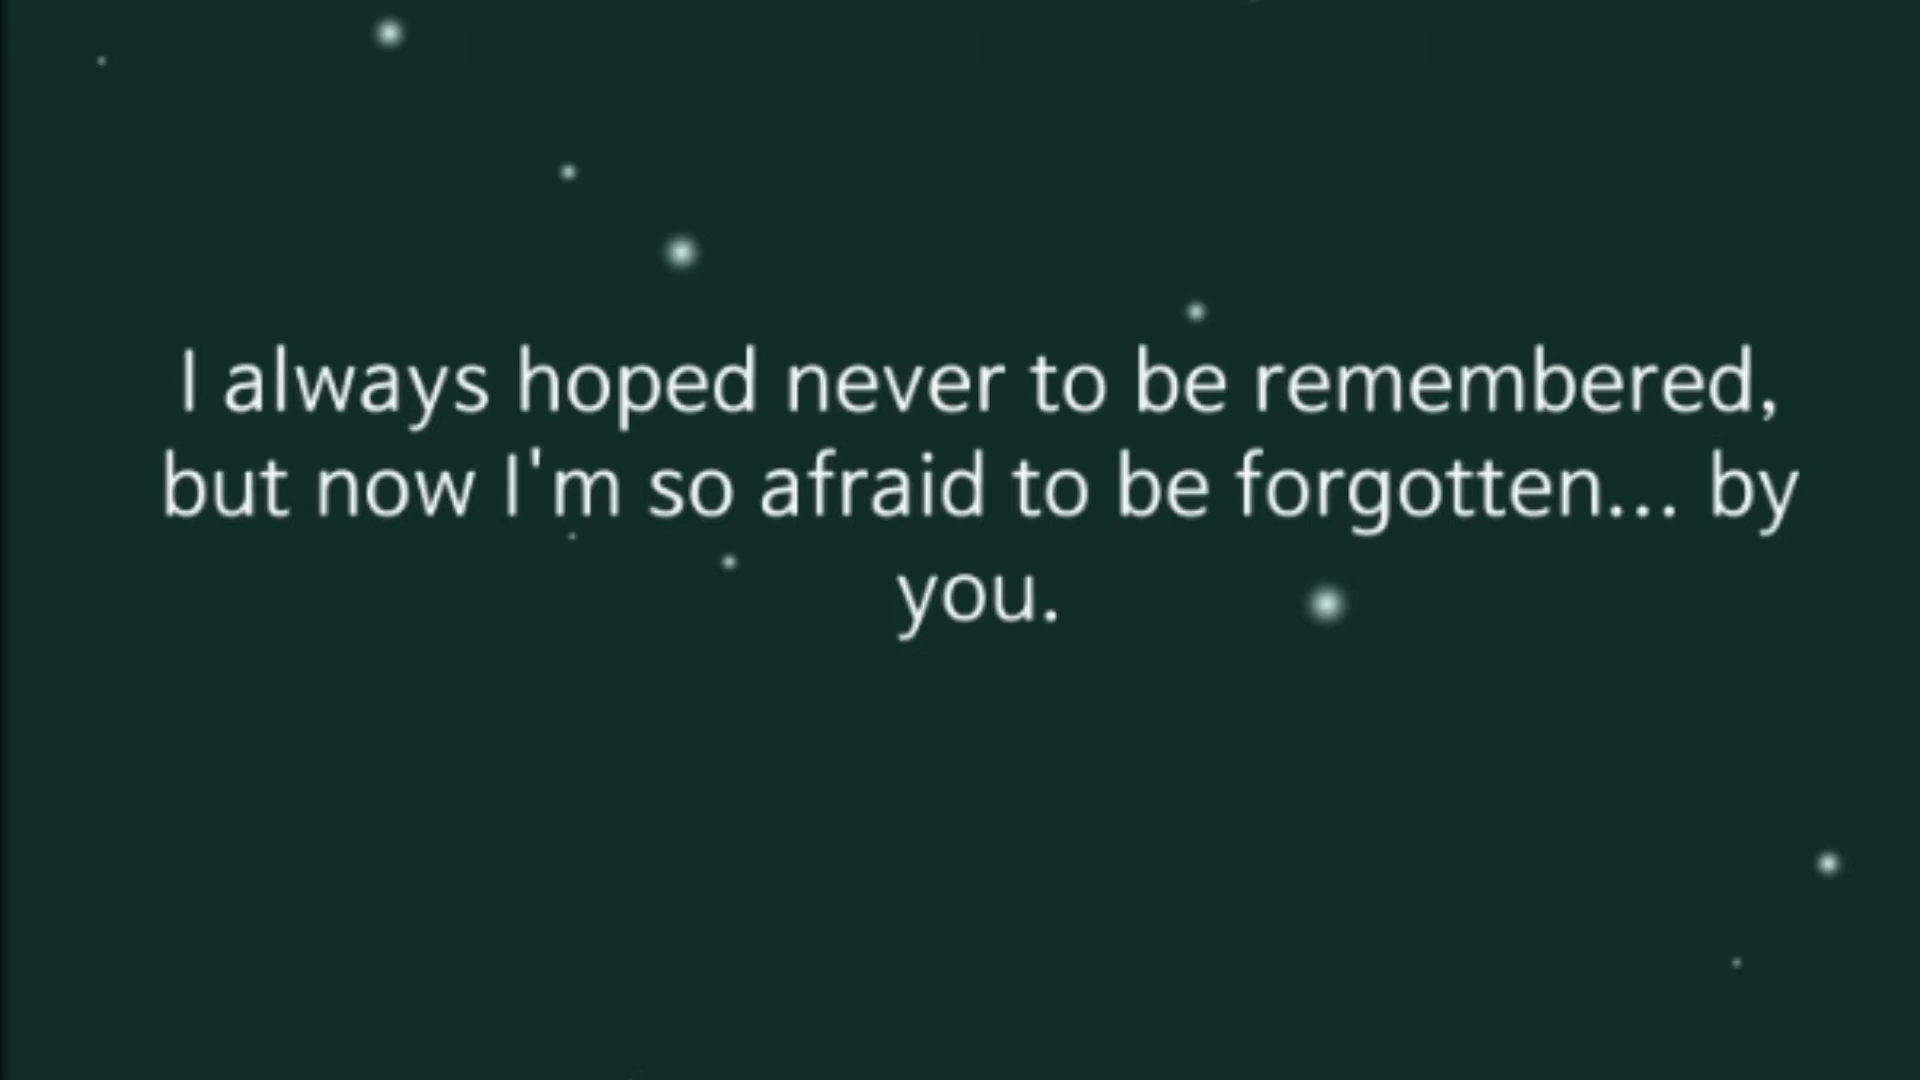 I always hoped never to be remembered,
but now I'm so afraid to be forgotten... by
you.